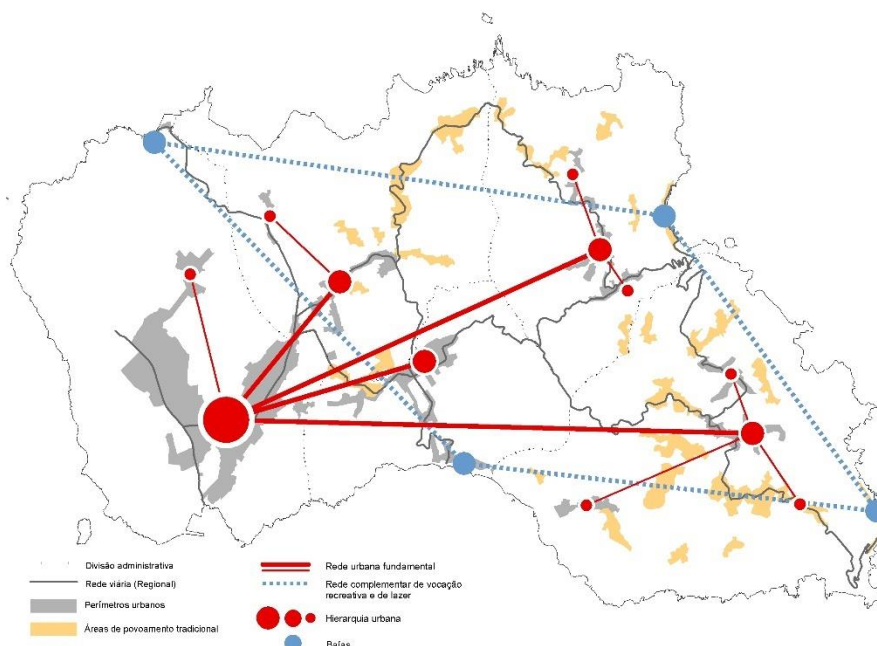 Divisão administrativa
Rede viária (Regional)
Perímetros urbanos
Áreas de povoamento tradicional
Rede urbana fundamental
Rede complementar de vocação
recreativa e de lazer
Hierarquia urbana
Baías